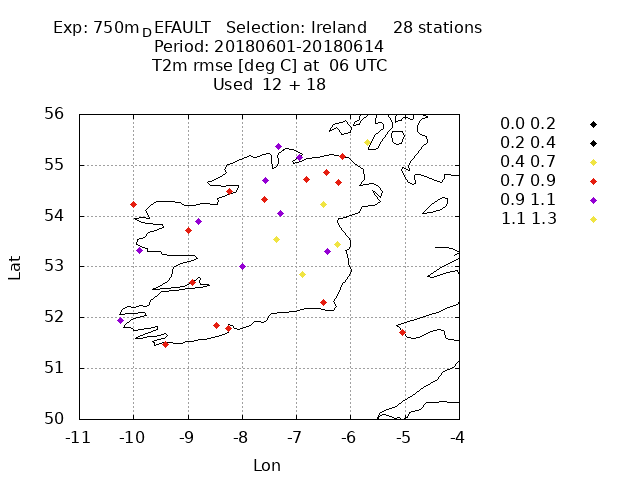 Exp: 750m_DEFAULT Selection: Ireland 28 stations
Period: 20180601-20180614
T2m rmse [deg C] at 06 UTC
Used 12 + 18
0.0 0.2
0.2 0.4
0.4 0.7
0.7 0.9
0.9 1.1
1.1 1.3
56
55
54
53
52
51
50
Lat
-11 -10 -9 -8 -7 -6 -5 -4
Lon